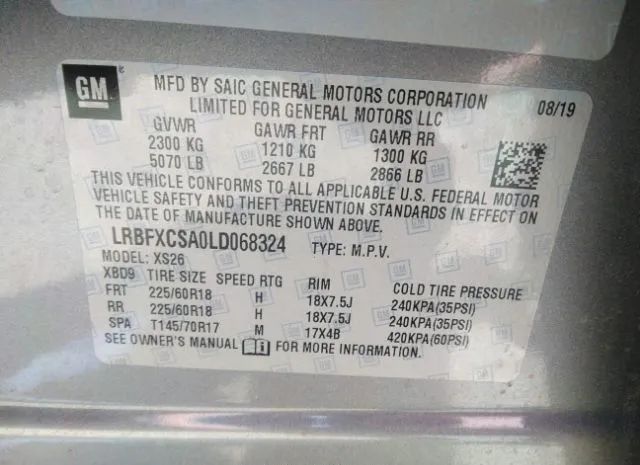 GM
MFD BY SAIC GENERAL MOTORS CORPORATION
LIMITED FOR GENERAL MOTORS LLC
08/19
GVWR GAWR FRT GAWR RR
2300 KG 1210 KG 1300 KG
5070 LB 2667 LB 2866 LB
THIS VEHICLE CONFORMS TO ALL APPLICABLE U.S. FEDERAL MOTOR
VEHICLE SAFETY AND THEFT PREVENTION STANDARDS IN EFFECT ON
THE DATE OF MANUFACTURE SHOWN ABOVE.
LRBFXCSA0LD068324 TYPE: M.P.V.
MODEL: XS26
XBD9 TIRE SIZE SPEED RTG RIM COLD TIRE PRESSURE
FRT 225/60R18 H 18X7.5J 240KPA(35PSI)
RR 225/60R18 H 18X7.5J 240KPA(35PSI)
SPA T145/70R17 M 17X4B 420KPA(60PSI)
SEE OWNER'S MANUAL FOR MORE INFORMATION.